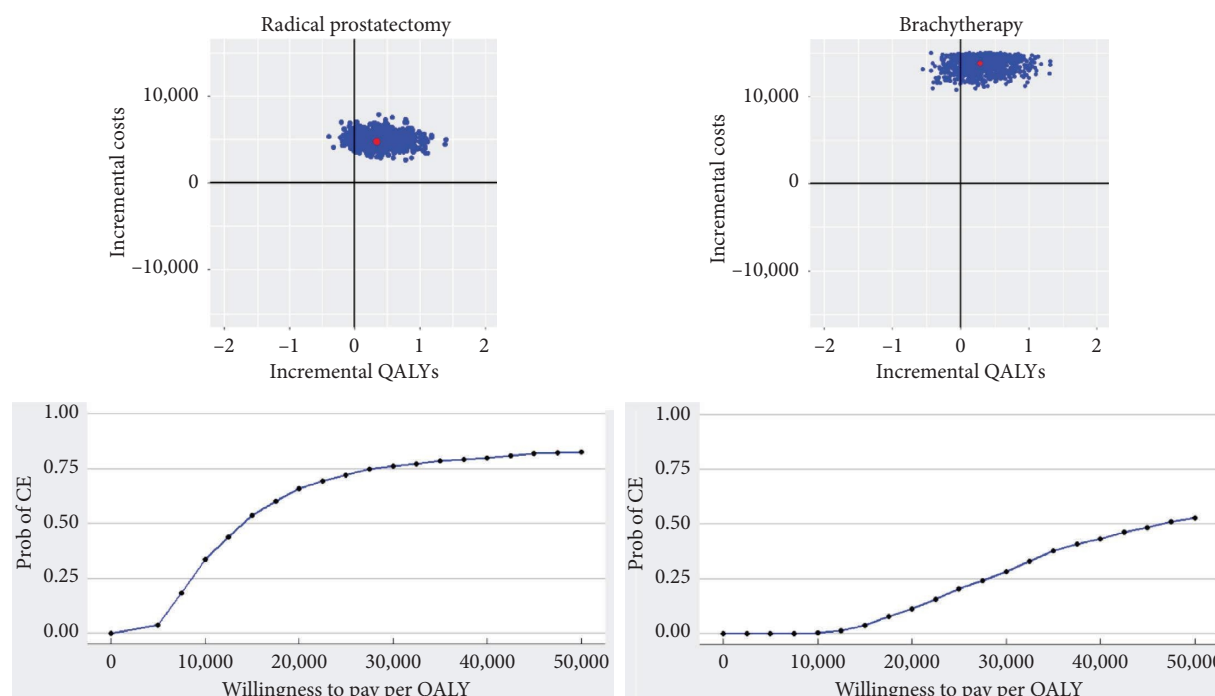 Radical prostatectomy
Incremental costs
10,000
0
–10,000
–2 –1 0 1 2
Incremental QALYs
Brachytherapy
Incremental costs
10,000
0
–10,000
–2 –1 0 1 2
Incremental QALYs
Prob of CE
1.00
0.75
0.50
0.25
0.00
0 10,000 20,000 30,000 40,000 50,000
Willingness to pay per QALY
Prob of CE
1.00
0.75
0.50
0.25
0.00
0 10,000 20,000 30,000 40,000 50,000
Willingness to pay per QALY